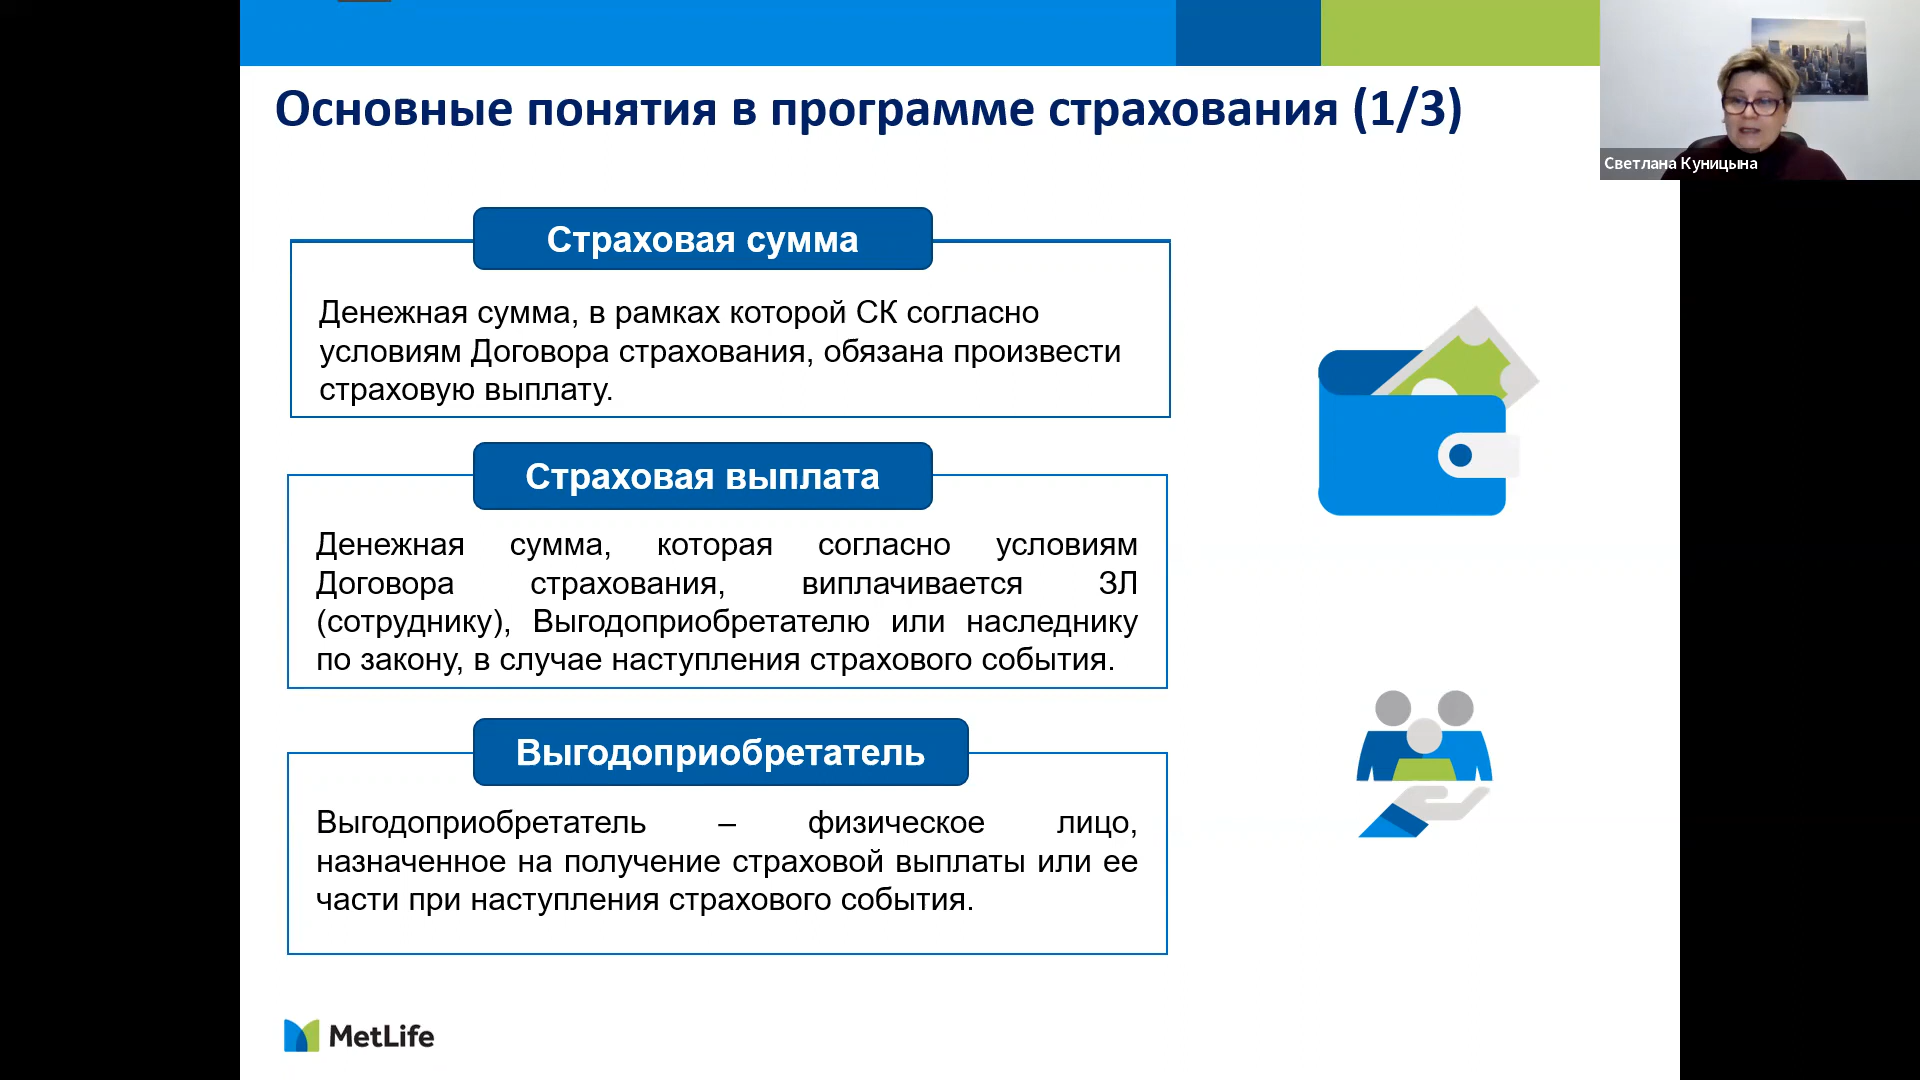 Основные понятия в программе страхования (1/3)
Светлана Куницына
Страховая сумма
Денежная сумма, в рамках которой СК согласно
условиям Договора страхования, обязана произвести
страховую выплату.
Страховая выплата
Денежная сумма, которая согласно условиям
Договора страхования, виплачивается ЗЛ
(сотруднику), Выгодоприобретателю или наследнику
по закону, в случае наступления страхового события.
Выгодоприобретатель
Выгодоприобретатель – физическое лицо,
назначенное на получение страховой выплаты или ее
части при наступления страхового события.
MetLife